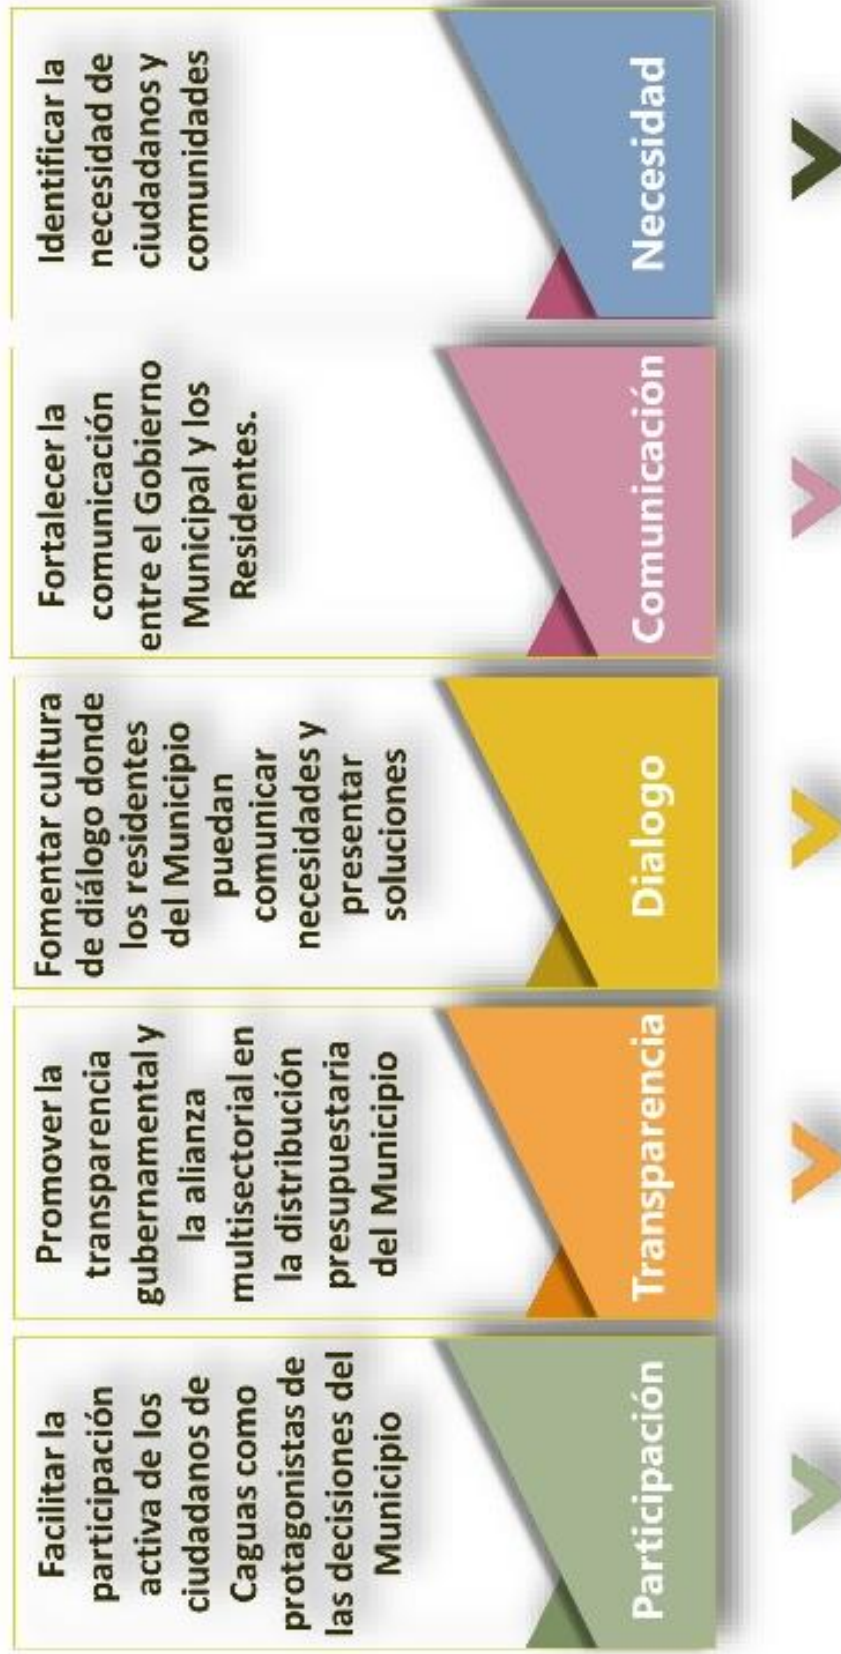 Facilitar la
participación
activa de los
ciudadanos de
Caguas como
protagonistas de
las decisiones del
Municipio
Participación
Promover la
transparencia
gubernamental y
la alianza
multisectorial en
la distribución
presupuestaria
del Municipio
Transparencia
Fomentar cultura
de diálogo donde
los residentes
del Municipio
puedan
comunicar
necesidades y
presentar
soluciones
Dialogo
Fortalecer la
comunicación
entre el Gobierno
Municipal y los
Residentes.
Comunicación
Identificar la
necesidad de
ciudadanos y
comunidades
Necesidad